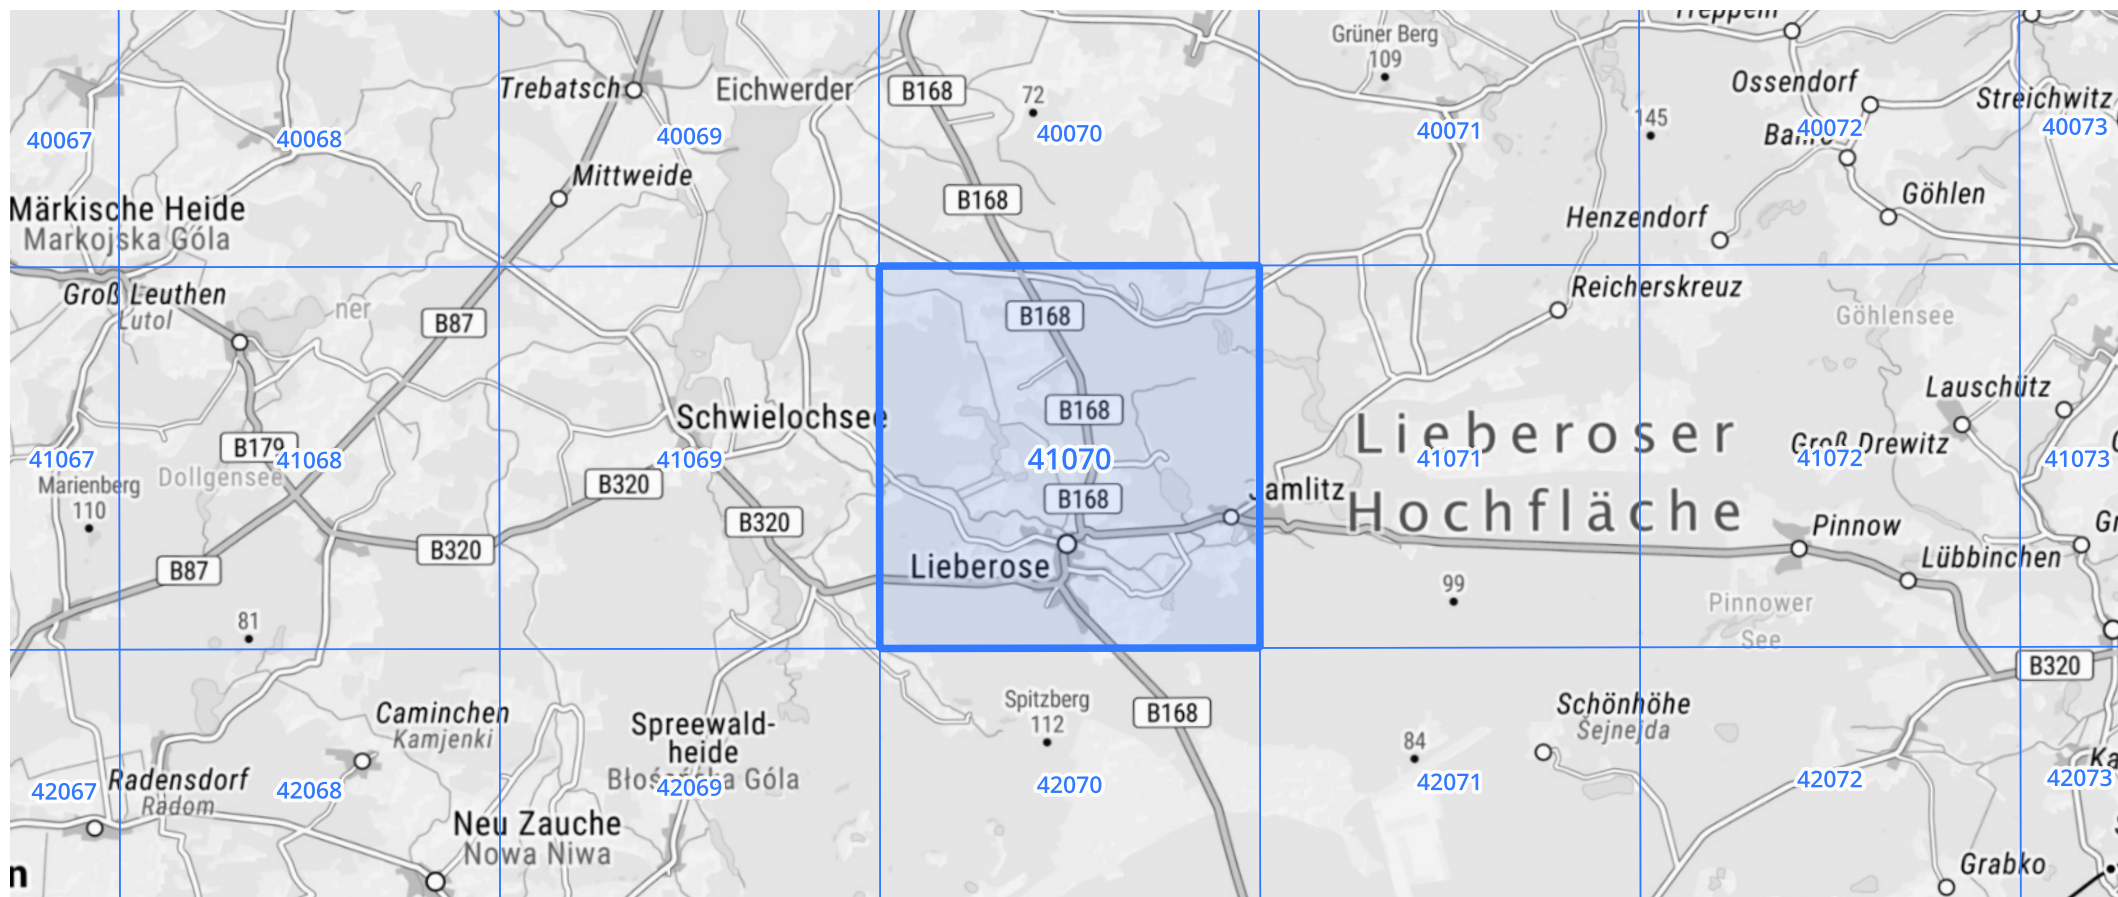 Trebatsch
Eichwerder
B168
72
Grüner Berg
109
145
Ossendorf
Streichwitz
40067
40068
40069
40070
40071
40072
40073
Mittweide
Märkische Heide
Markojska Góla
B168
Göhlen
Henzendorf
Groß Leuthen
Lutol
ner
B87
B168
Reicherskreuz
Göhlensee
Lauschütz
Schwielochsee
B168
Lieberoser
Hochfläche
Groß Drewitz
B179
41067
41068
41069
41070
41071
41072
41073
Marienberg
110
Dollgensee
B320
B320
B168
Jamlitz
Pinnow
B320
B87
Lieberose
Lübbinchen
99
Pinnower
See
81
B320
Caminchen
Kamjenki
Spreewald-
heide
Spitzberg
112
B168
84
Schönhöhe
Šejnejda
Radensdorf
Radom
42067
42068
42069
42070
42071
42072
42073
Neu Zauche
Nowa Niwa
Grabko